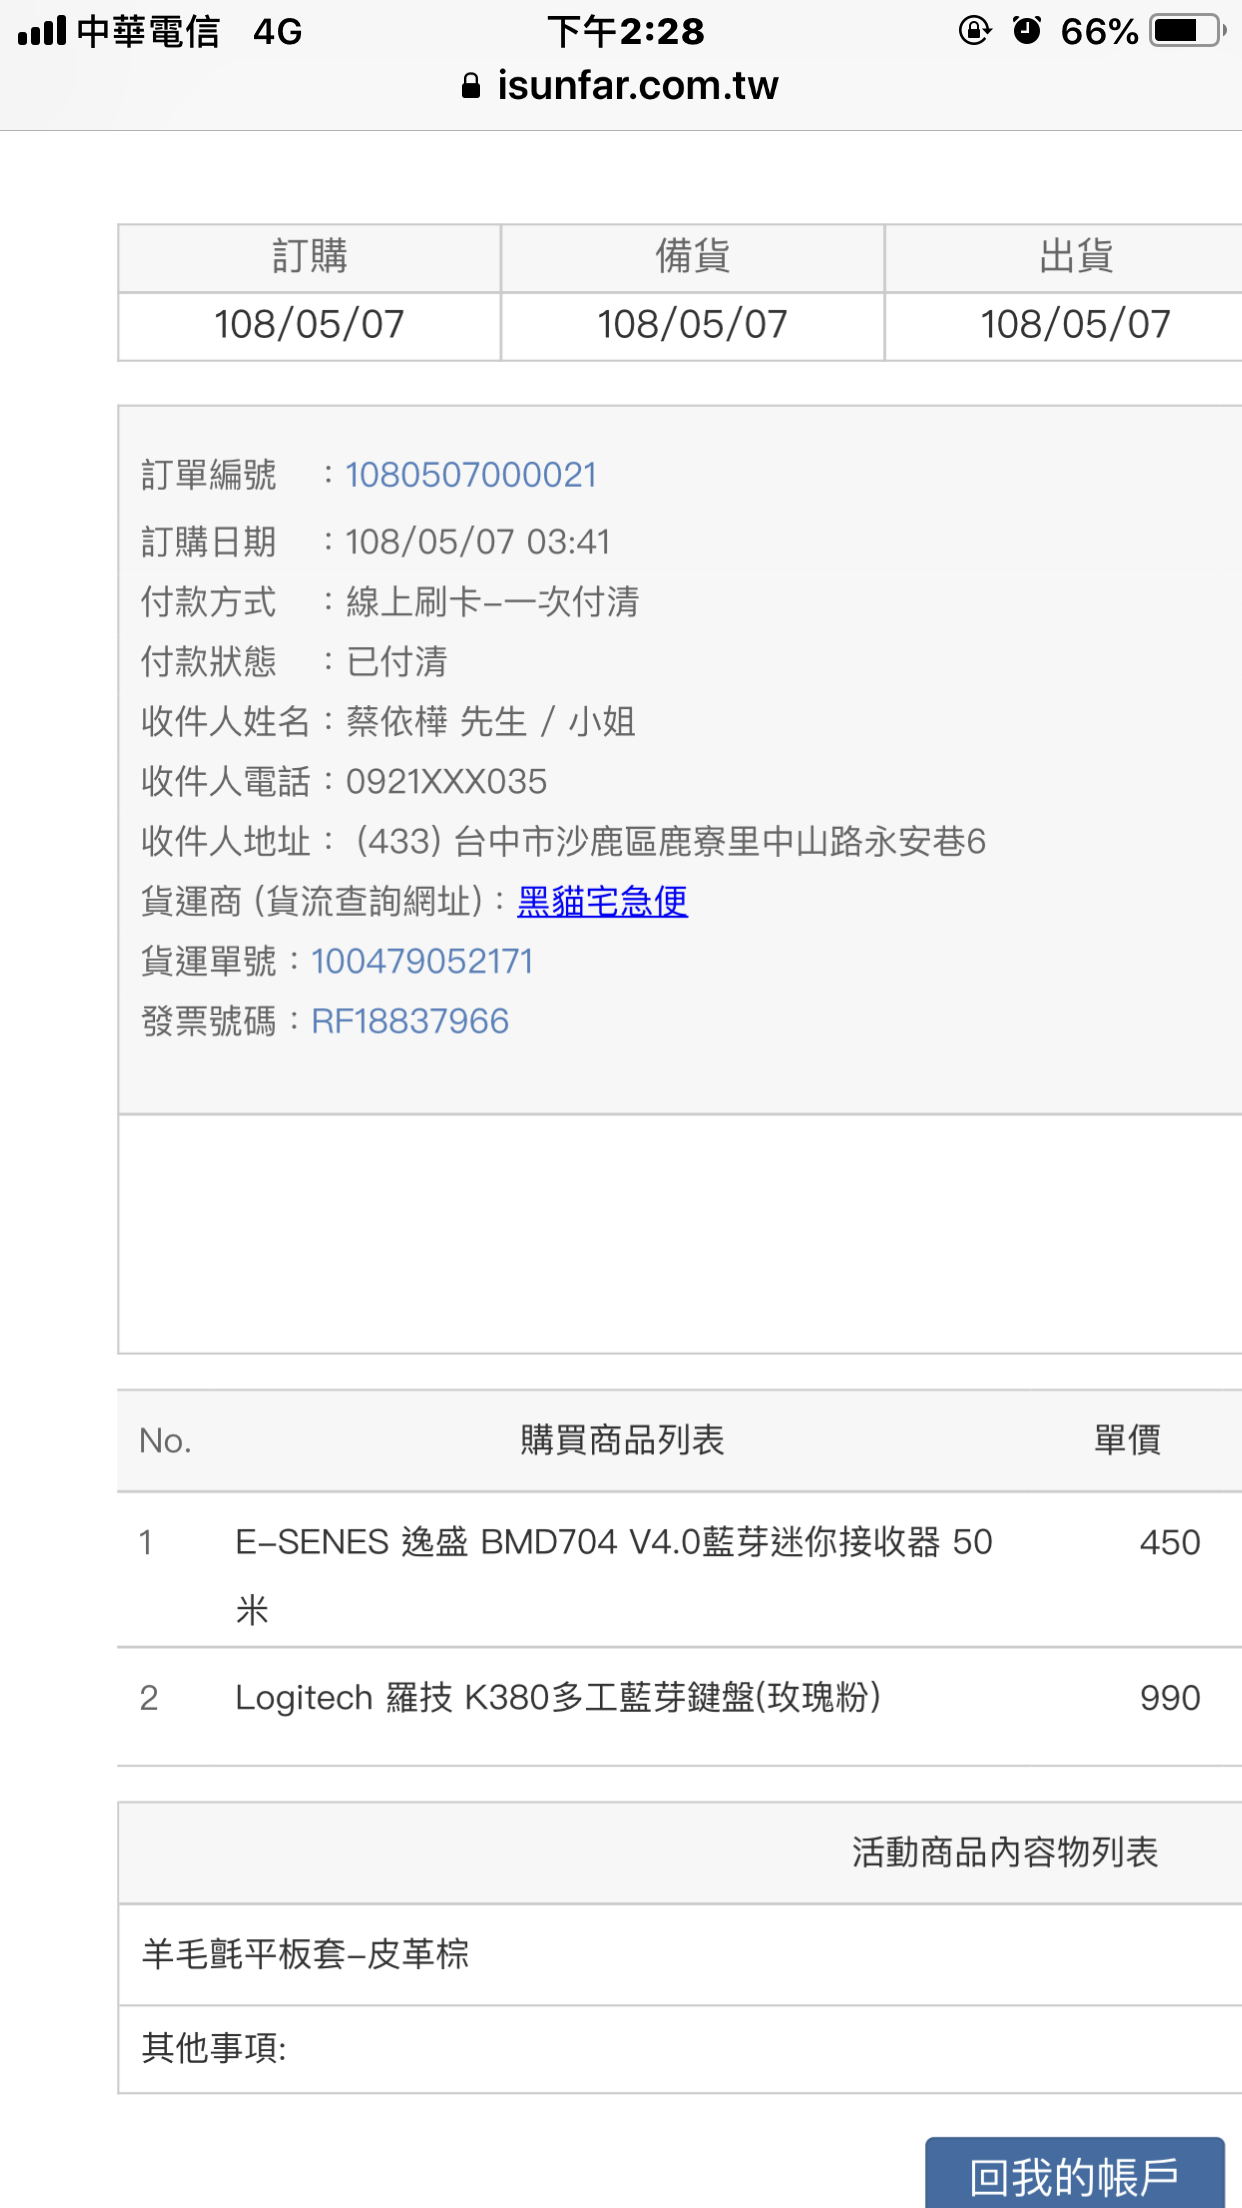 中華電信 4G 下午2:28 66%
isunfar.com.tw
訂購 備貨 出貨
108/05/07 108/05/07 108/05/07
訂單編號 ：1080507000021
訂購日期 ：108/05/07 03:41
付款方式 ：線上刷卡-一次付清
付款狀態 ：已付清
收件人姓名：蔡依樺 先生 / 小姐
收件人電話：0921XXX035
收件人地址： (433) 台中市沙鹿區鹿寮里中山路永安巷6
貨運商 (貨流查詢網址)：黑貓宅急便
貨運單號：100479052171
發票號碼：RF18837966
No. 購買商品列表 單價
1 E-SENES 逸盛 BMD704 V4.0藍芽迷你接收器 50 450
米
2 Logitech 羅技 K380多工藍芽鍵盤(玫瑰粉) 990
活動商品內容物列表
羊毛氈平板套-皮革棕
其他事項:
回我的帳戶